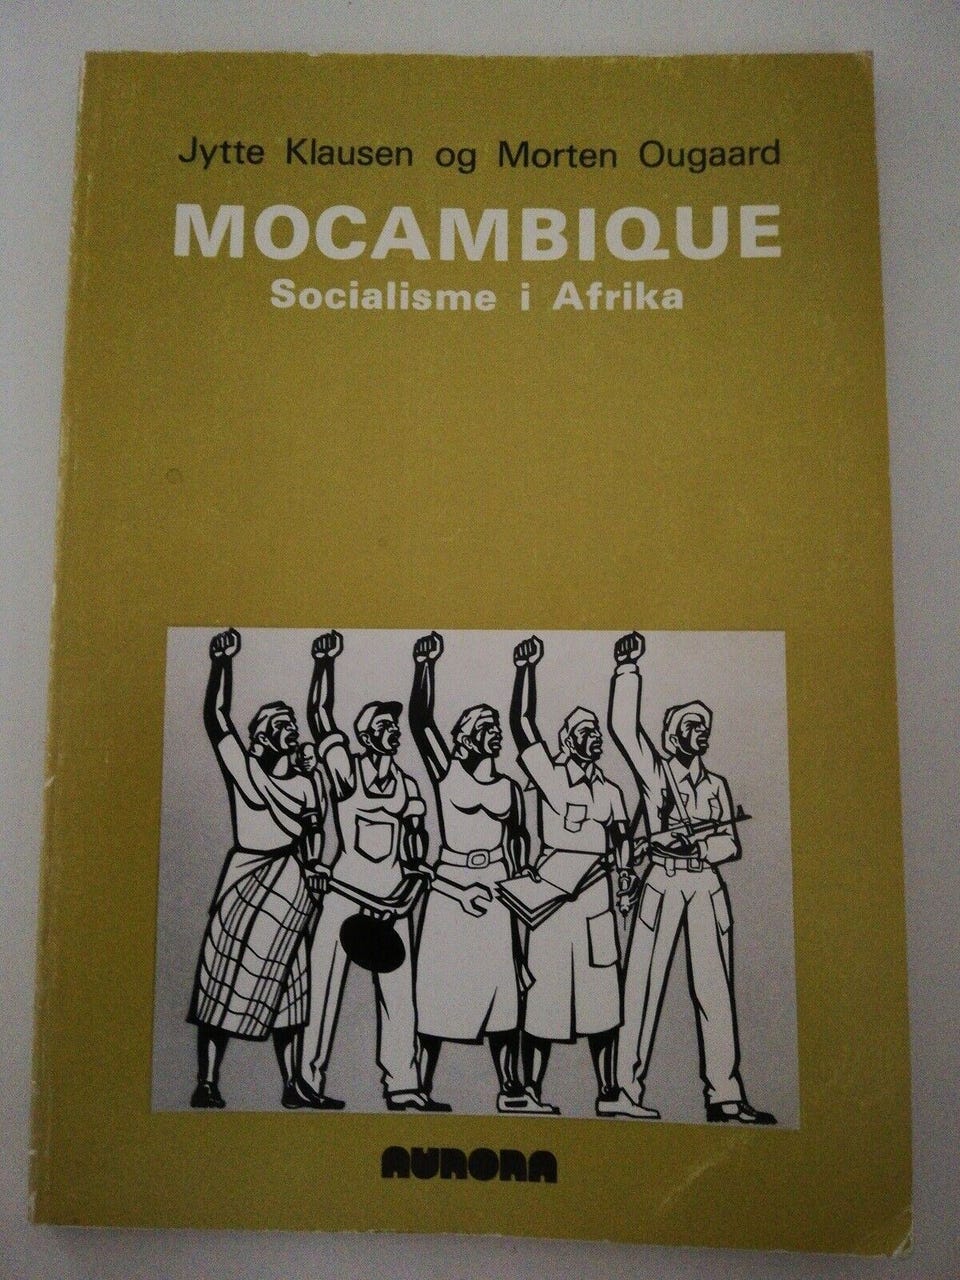 Jytte Klausen og Morten Ougaard
MOCAMBIQUE
Socialisme i Afrika
AURORA